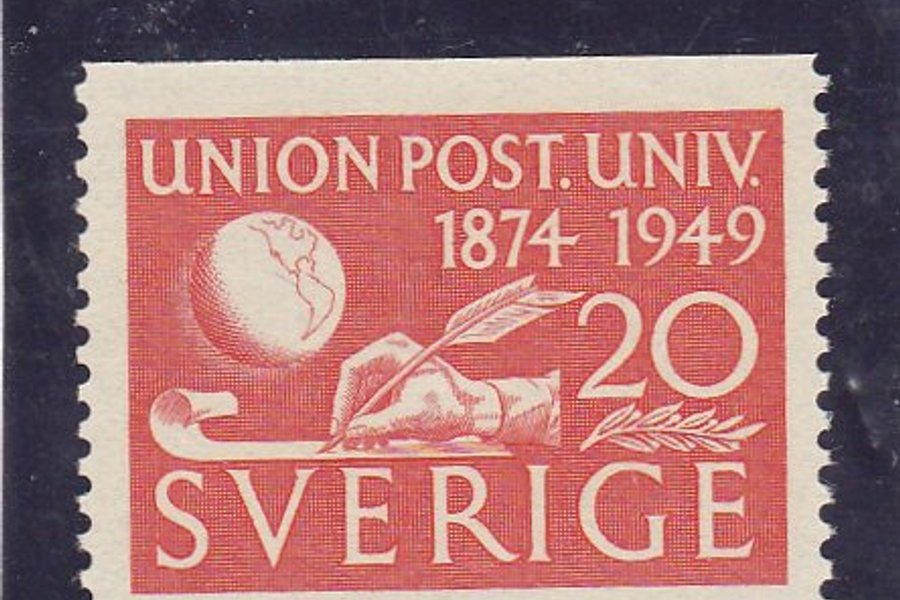 UNION POST. UNIV.
1874 1949
20
SVERIGE